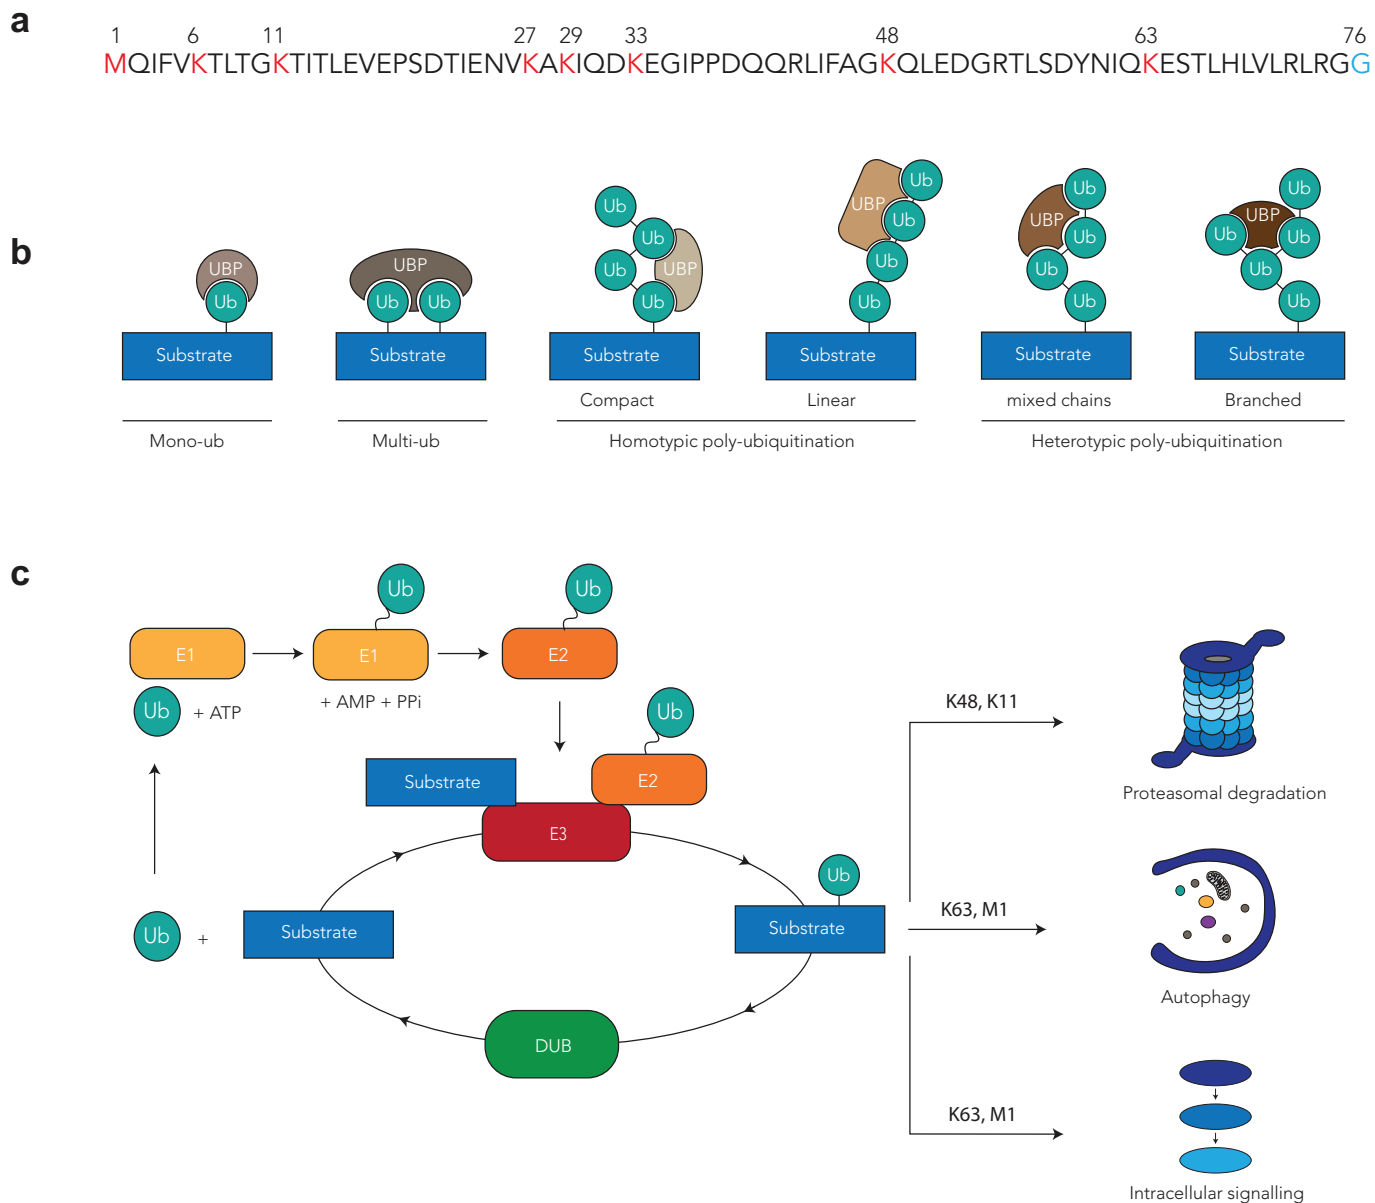 a
1 6 11 27 29 33 48 63 76
MQIFVKTLTGKTITLEVEPSDTIENVKAKIQDKEGIPPDQQRLIFAGKQLEDGRTLSDYNIQKESTLHLVLRLRGG
b
UBP
Ub
Substrate
Mono-ub
UBP
Ub Ub
Substrate
Multi-ub
Ub
Ub
Ub UBP
Ub
Substrate
Compact
Ub
UBP Ub
Ub
Ub
Substrate
Linear
Homotypic poly-ubiquitination
Ub
UBP Ub
Ub
Ub
Substrate
mixed chains
Ub
UBP
Ub Ub
Ub
Ub
Substrate
Branched
Heterotypic poly-ubiquitination
c
E1
Ub + ATP
Ub
E1
+ AMP + PPi
Ub
E2
Ub
E2
Substrate
E3
Ub +
Substrate
Ub
Substrate
DUB
K48, K11
Proteasomal degradation
K63, M1
Autophagy
K63, M1
Intracellular signalling